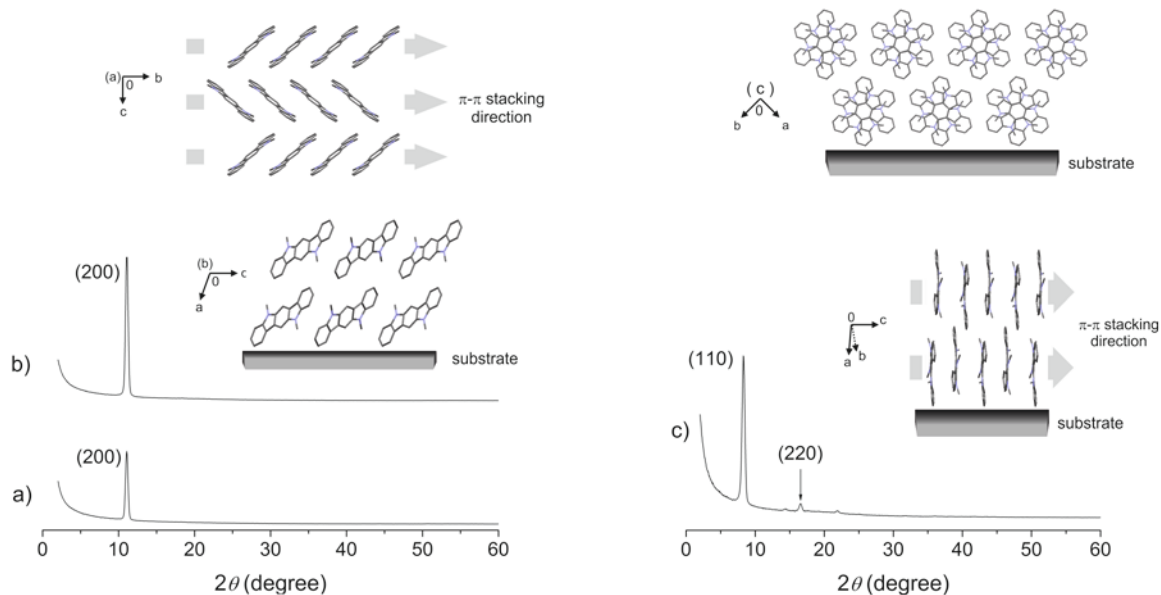 (a)
0
b
c
π-π stacking
direction
(200)
(b)
0
c
a
substrate
b)
(200)
a)
0
10
20
30
40
50
60
2θ (degree)
(c)
0
b
a
substrate
0
c
b
a
π-π stacking
direction
(110)
substrate
c)
(220)
0
10
20
30
40
50
60
2θ (degree)